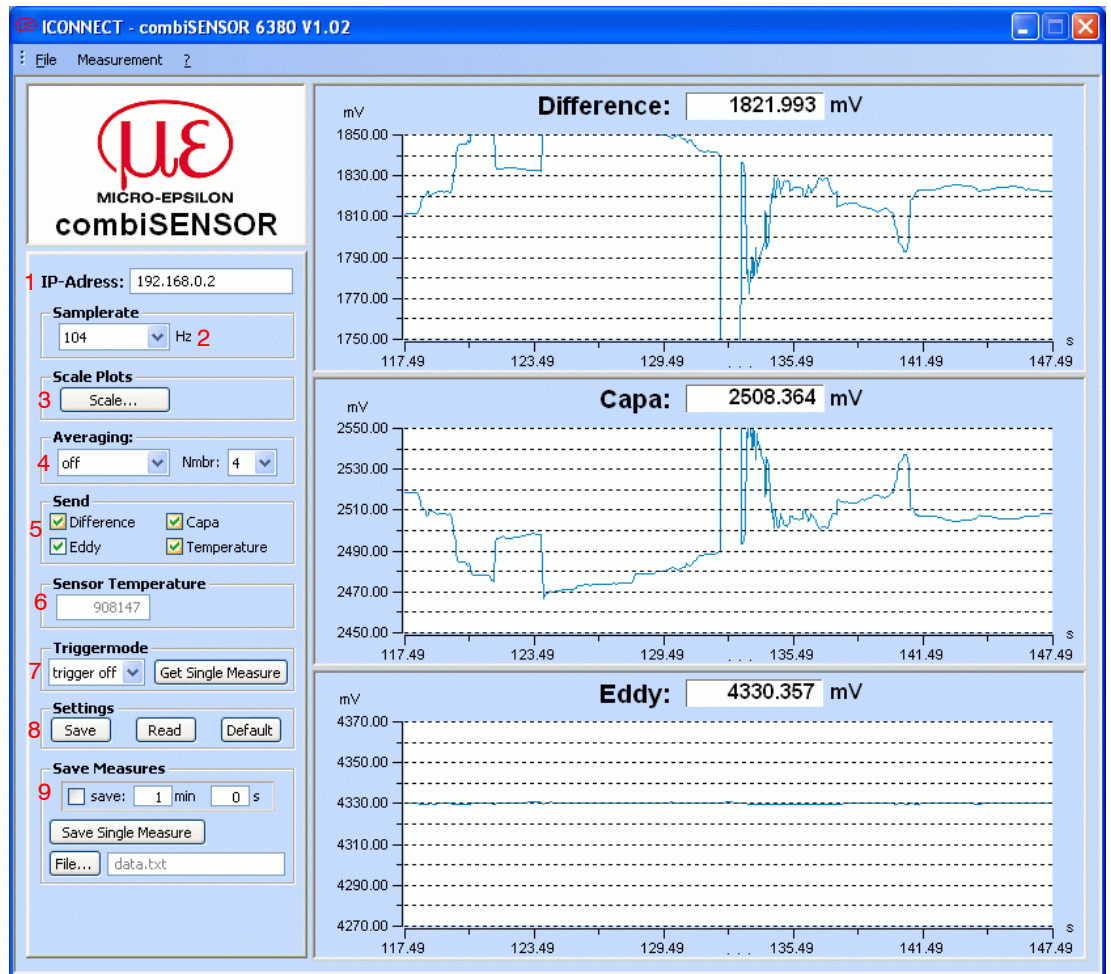 ICONNECT - combiSENSOR 6380 V1.02
File Measurement ?
με
MICRO-EPSILON
combiSENSOR
1 IP-Adress: 192.168.0.2
Samplerate
104 Hz 2
Scale Plots
3 Scale...
Averaging:
4 off Nmbr: 4
Send
5 Difference Capa
Eddy Temperature
Sensor Temperature
6 908147
Triggermode
7 trigger off Get Single Measure
Settings
8 Save Read Default
Save Measures
9 save: 1 min 0 s
Save Single Measure
File... data.txt
mV Difference: 1821.993 mV
1850.00
1830.00
1810.00
1790.00
1770.00
1750.00
s
117.49 123.49 129.49 . . . 135.49 141.49 147.49
mV Capa: 2508.364 mV
2550.00
2530.00
2510.00
2490.00
2470.00
2450.00
s
117.49 123.49 129.49 . . . 135.49 141.49 147.49
mV Eddy: 4330.357 mV
4370.00
4350.00
4330.00
4310.00
4290.00
4270.00
s
117.49 123.49 129.49 . . . 135.49 141.49 147.49